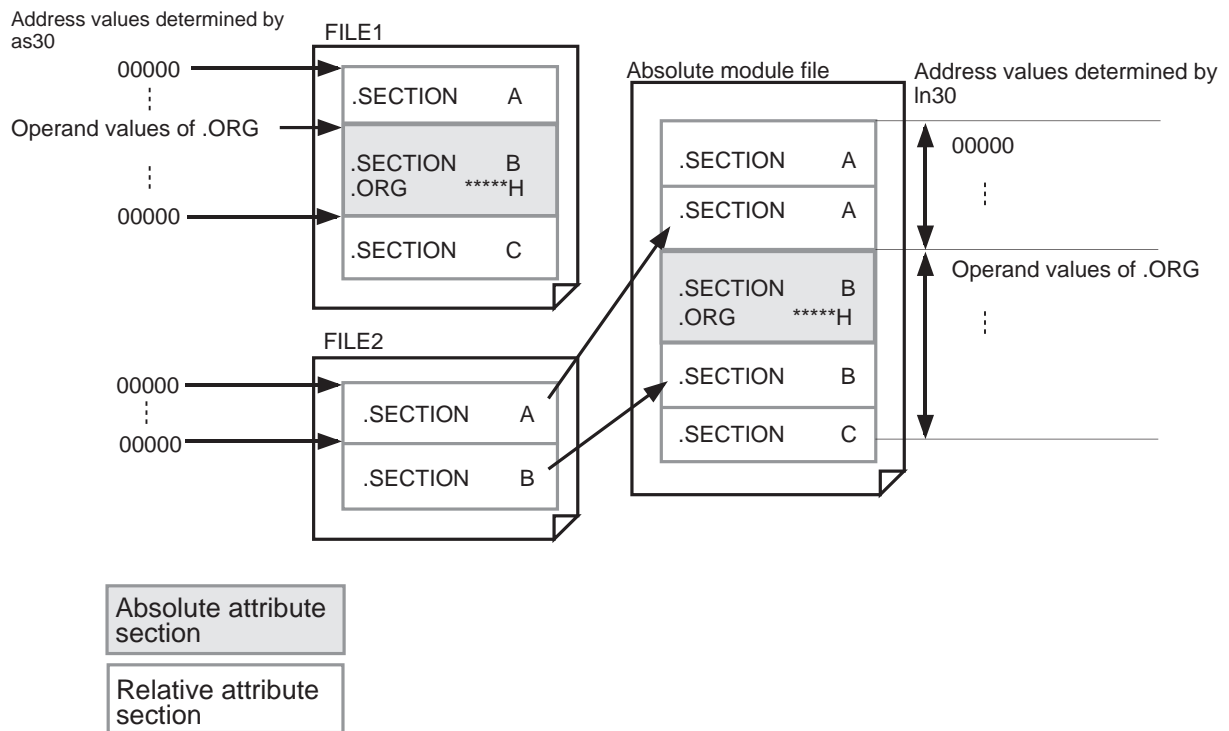 Address values determined by
as30
00000
Operand values of .ORG
00000
FILE1
.SECTION A
.SECTION B
.ORG *****H
.SECTION C
FILE2
00000
00000
.SECTION A
.SECTION B
Absolute module file
.SECTION A
.SECTION A
.SECTION B
.ORG *****H
.SECTION B
.SECTION C
Address values determined by
ln30
00000
Operand values of .ORG
Absolute attribute
section
Relative attribute
section